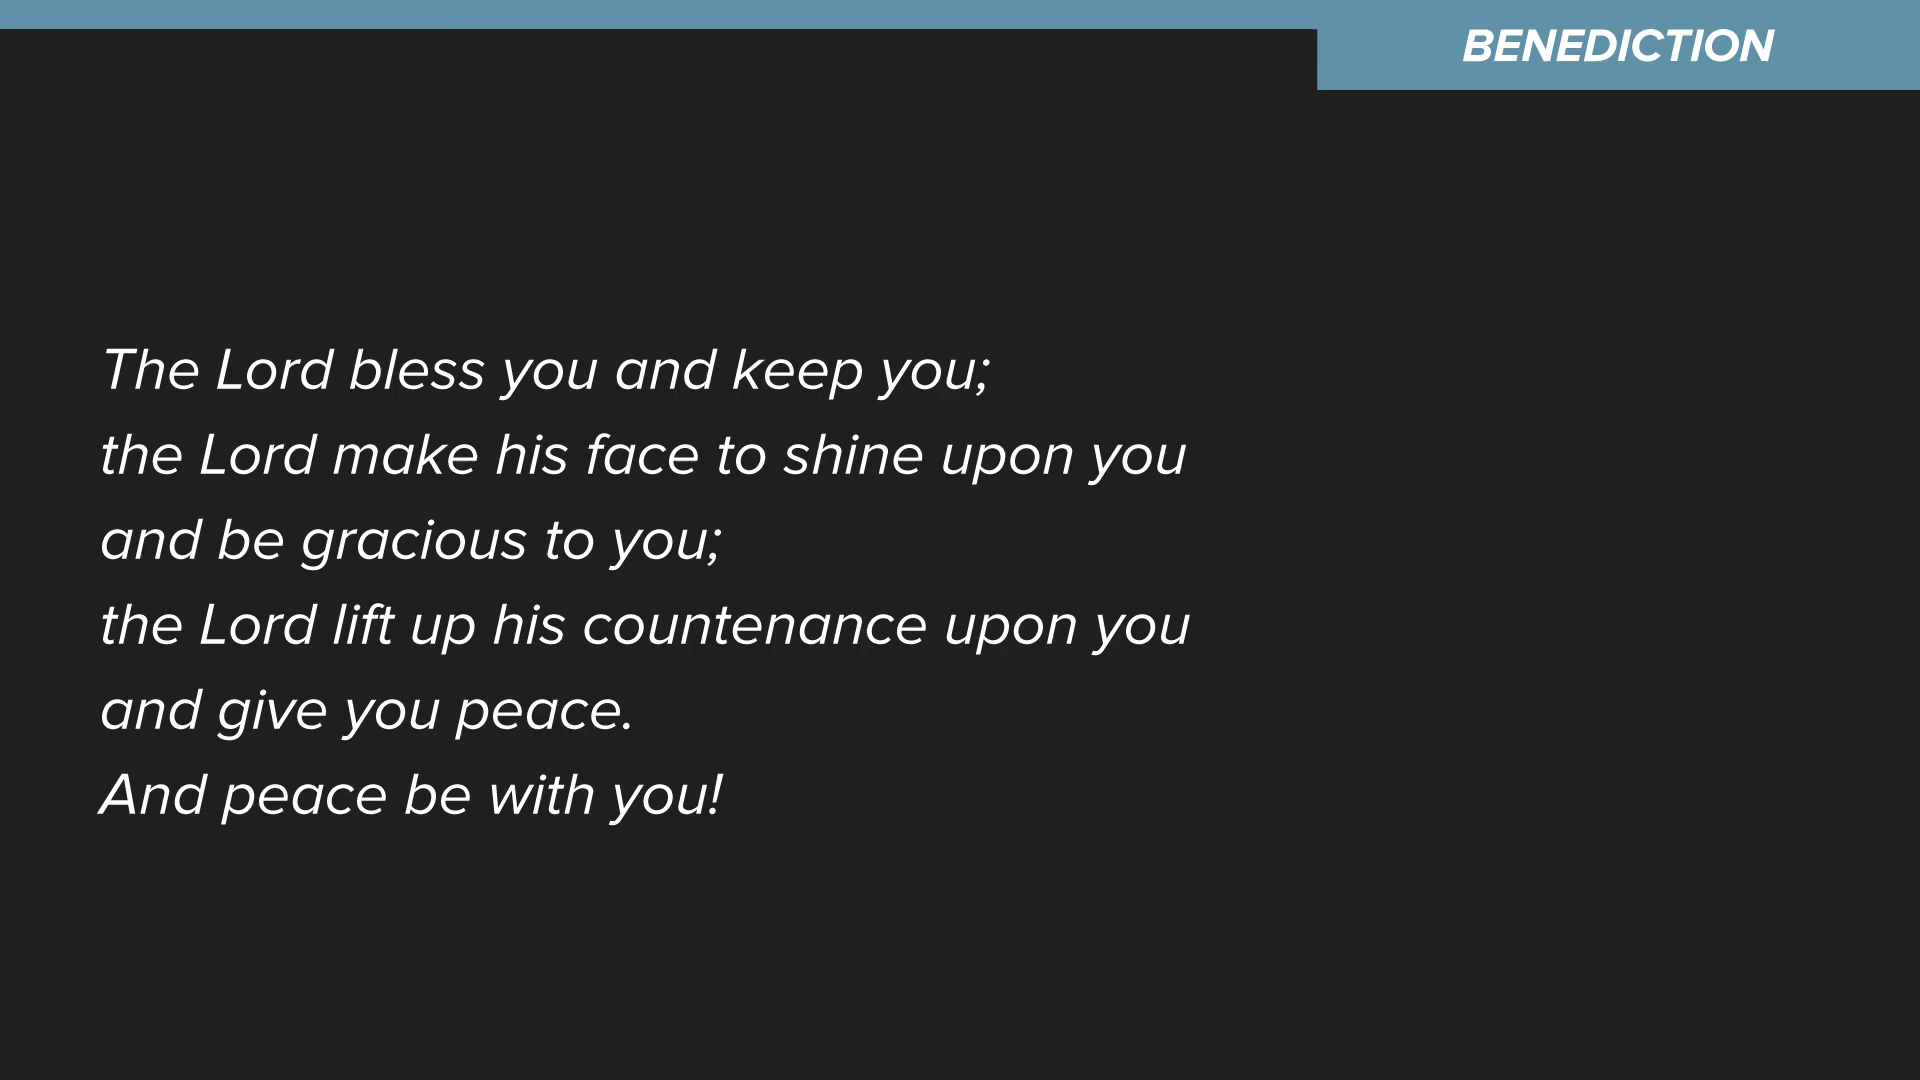 BENEDICTION
The Lord bless you and keep you;
the Lord make his face to shine upon you
and be gracious to you;
the Lord lift up his countenance upon you
and give you peace.
And peace be with you!